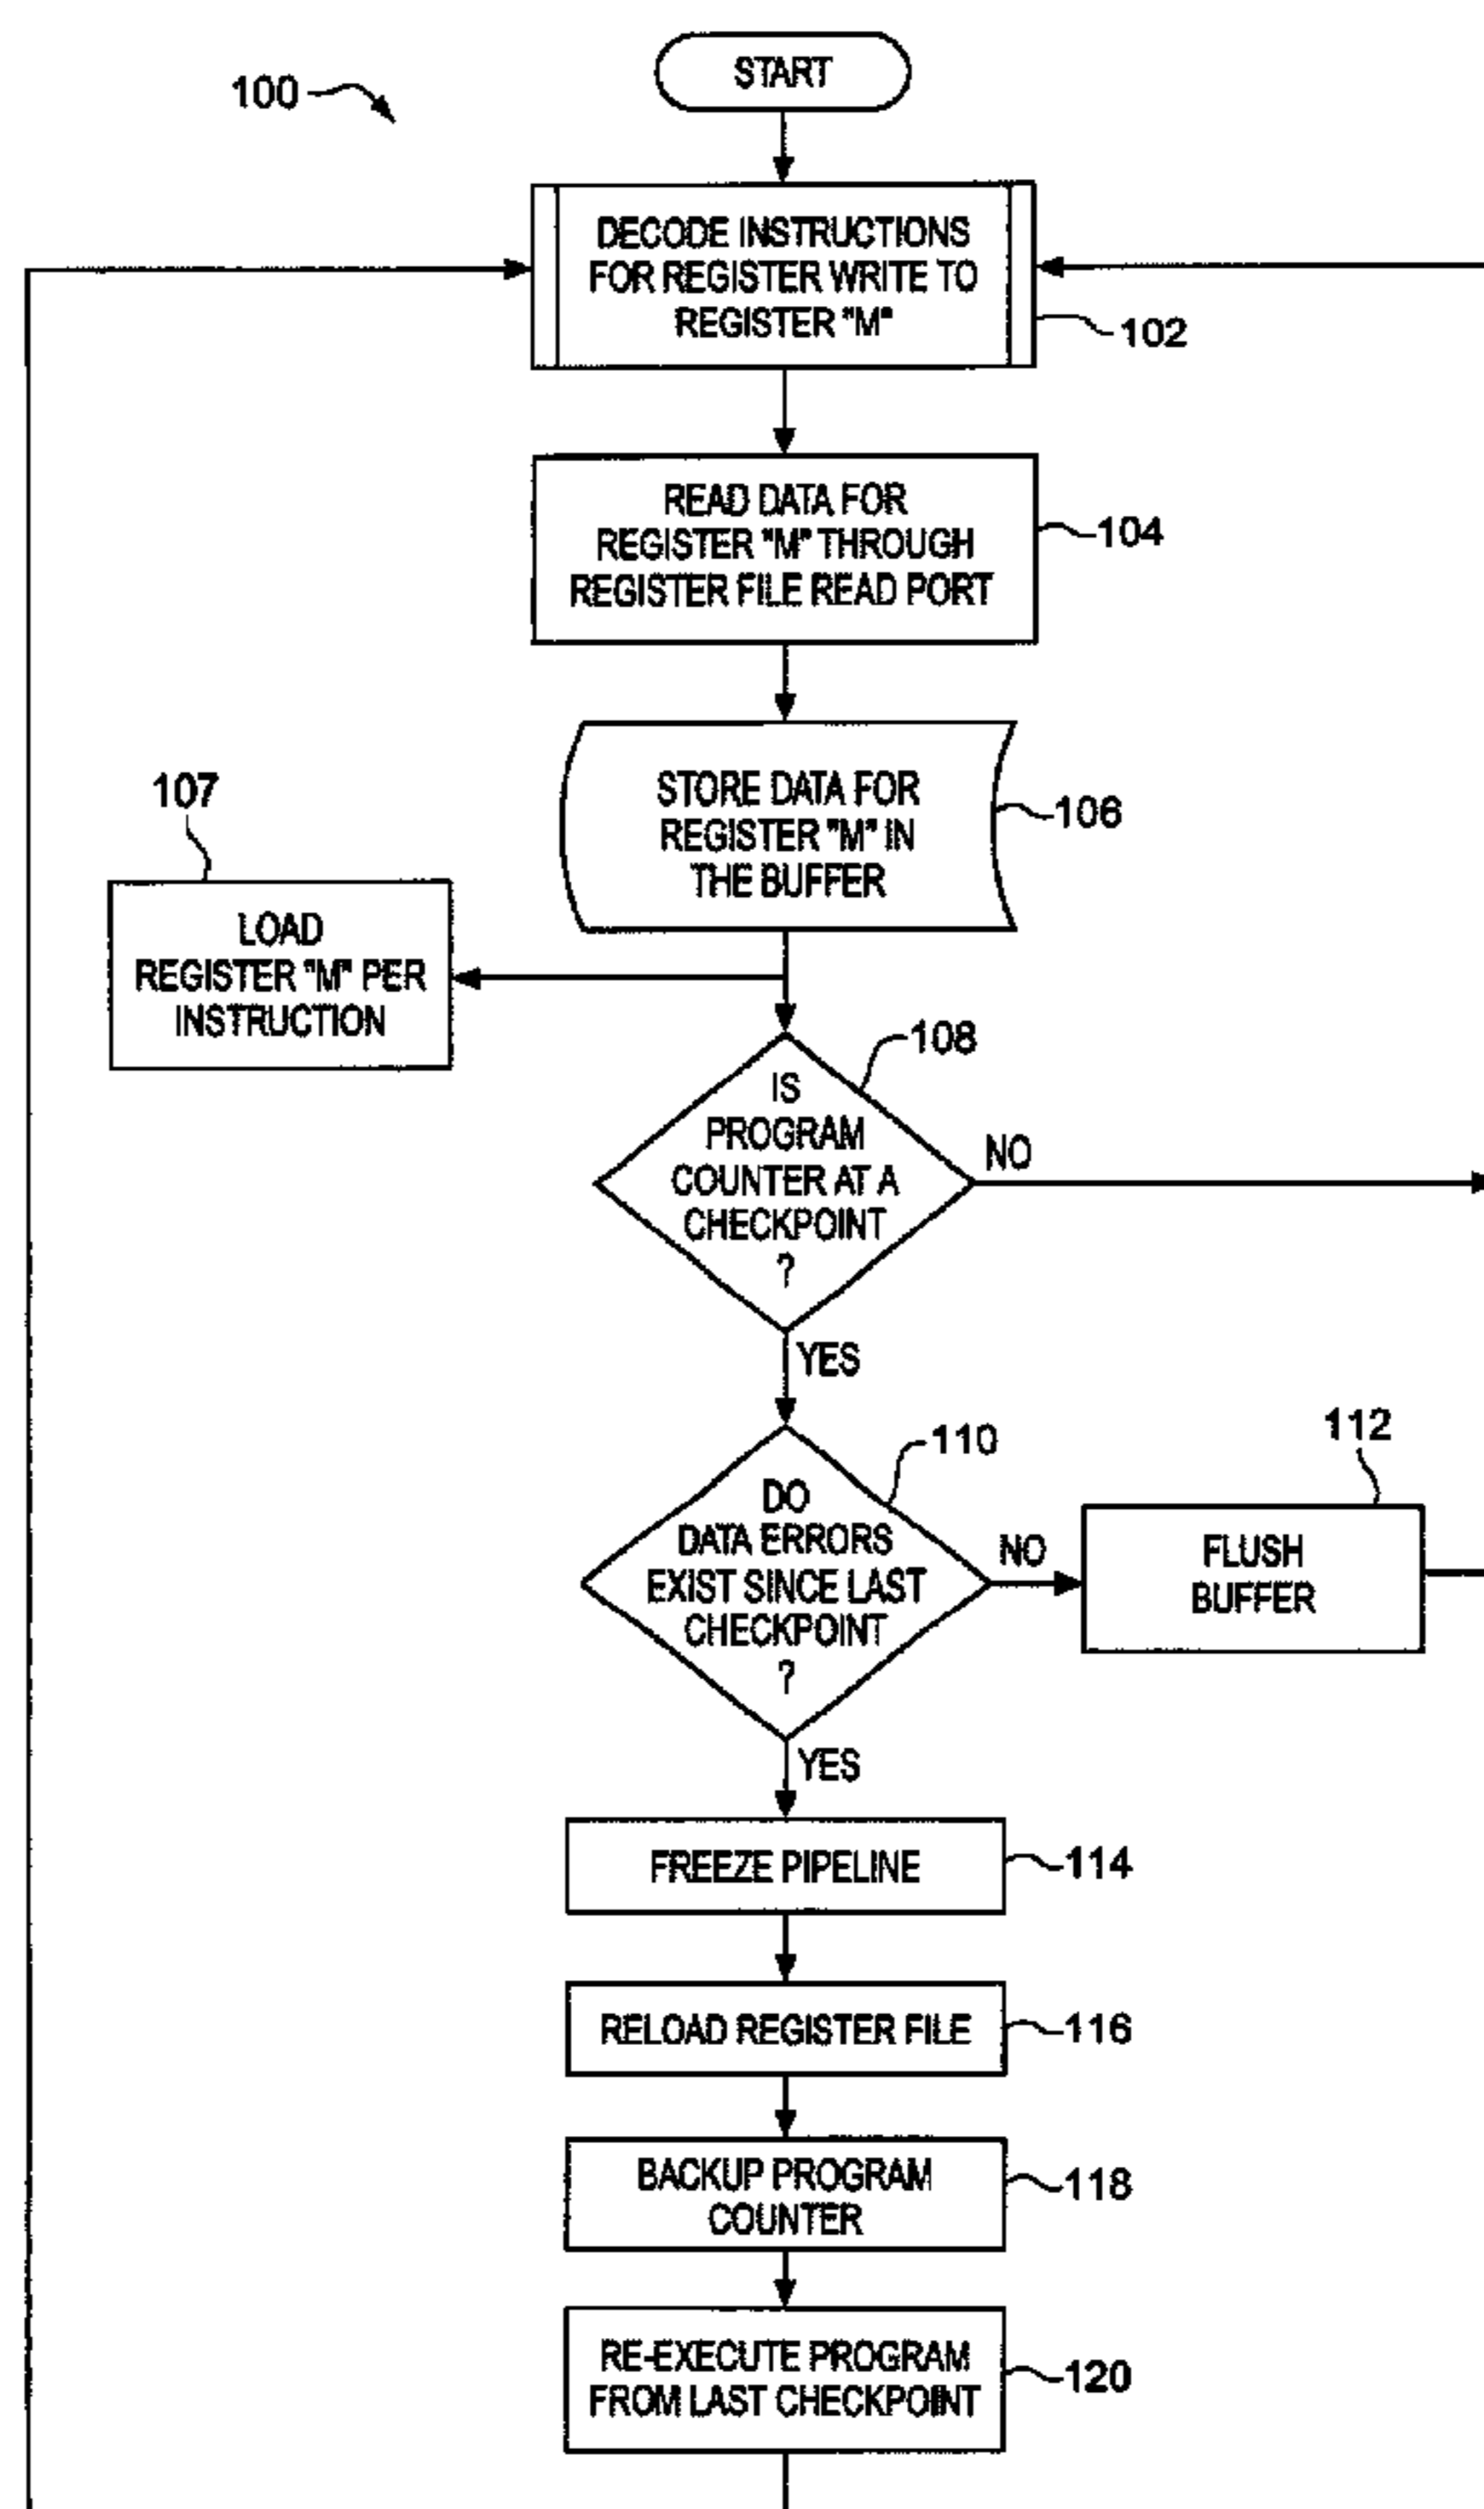 START
100
DECODE INSTRUCTIONS
FOR REGISTER WRITE TO
REGISTER "M"
102
READ DATA FOR
REGISTER "M" THROUGH
REGISTER FILE READ PORT
104
STORE DATA FOR
REGISTER "M" IN
THE BUFFER
106
107
LOAD
REGISTER "M" PER
INSTRUCTION
108
IS
PROGRAM
COUNTER AT A
CHECKPOINT
?
NO
YES
110
DO
DATA ERRORS
EXIST SINCE LAST
CHECKPOINT
?
NO
112
FLUSH
BUFFER
YES
FREEZE PIPELINE
114
RELOAD REGISTER FILE
116
BACKUP PROGRAM
COUNTER
118
RE-EXECUTE PROGRAM
FROM LAST CHECKPOINT
120